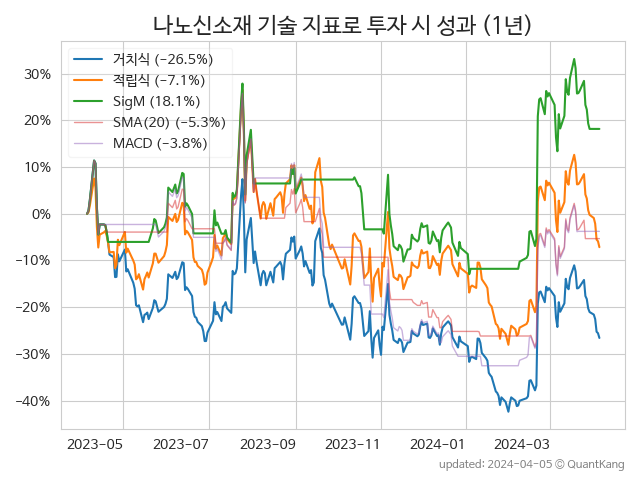 나노신소재 기술 지표로 투자 시 성과 (1년)
거치식 (−26.5%)
적립식 (−7.1%)
SigM (18.1%)
SMA(20) (−5.3%)
MACD (−3.8%)
30%
20%
10%
0%
−10%
−20%
−30%
−40%
2023-05 2023-07 2023-09 2023-11 2024-01 2024-03
updated: 2024-04-05 © QuantKang